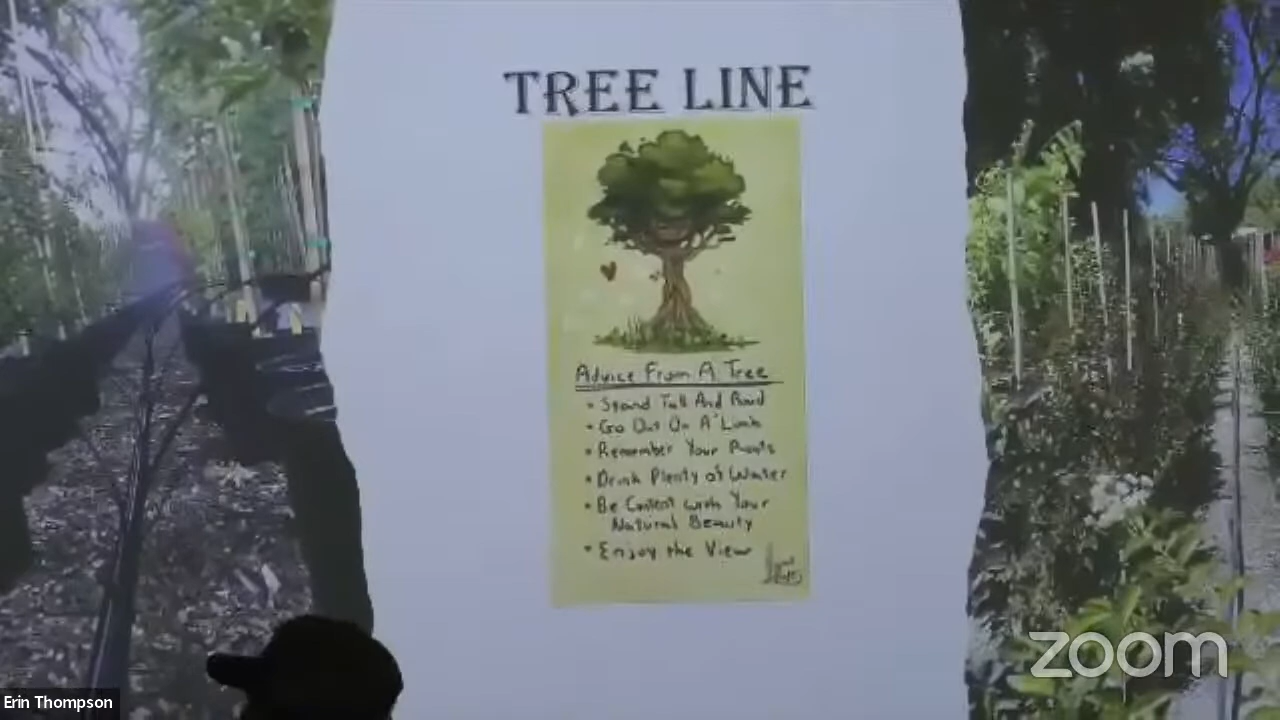 TREE LINE
Advice From A Tree
• Stand Tall And Proud
• Go Out On A Limb
• Remember Your Roots
• Drink Plenty of Water
• Be Content with Your
Natural Beauty
• Enjoy the View
zoom
Erin Thompson